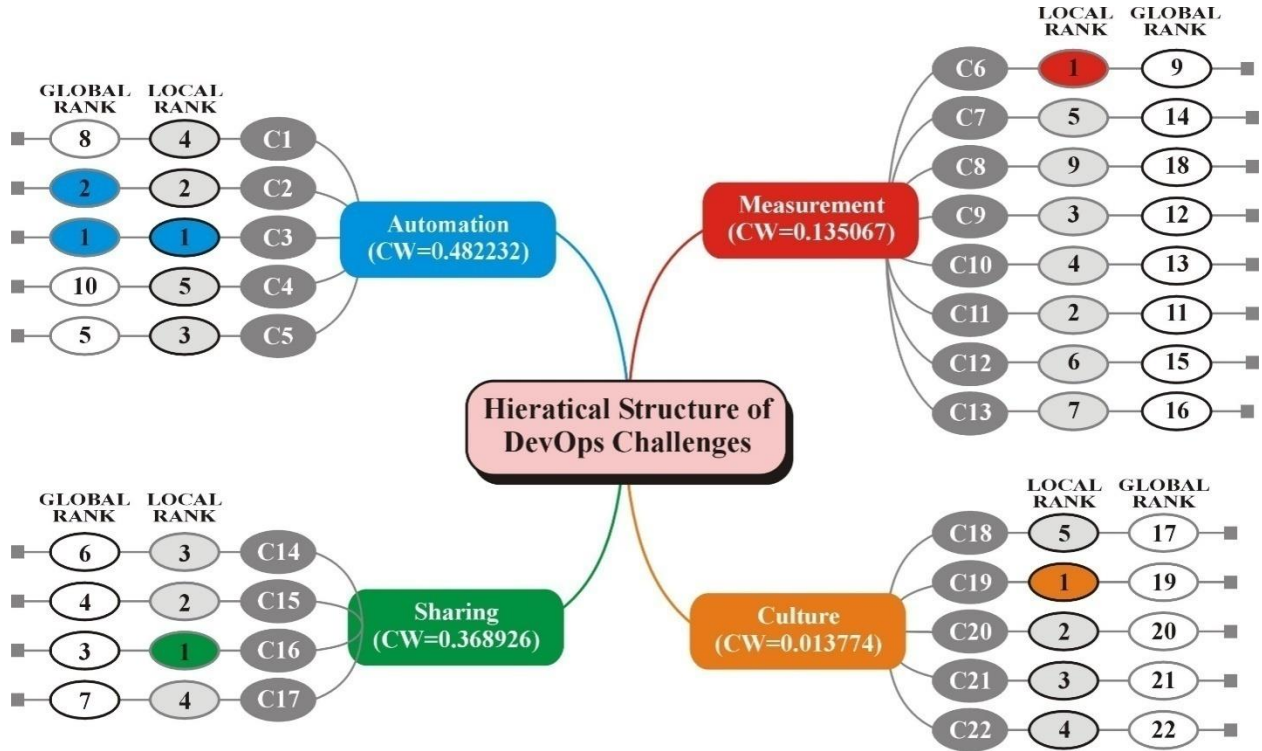 GLOBAL RANK LOCAL RANK
8 4 C1
2 2 C2
1 1 C3
10 5 C4
5 3 C5
Automation
(CW=0.482232)
LOCAL RANK GLOBAL RANK
C6 1 9
C7 5 14
C8 9 18
C9 3 12
C10 4 13
C11 2 11
C12 6 15
C13 7 16
Measurement
(CW=0.135067)
Hieratical Structure of
DevOps Challenges
GLOBAL RANK LOCAL RANK
6 3 C14
4 2 C15
3 1 C16
7 4 C17
Sharing
(CW=0.368926)
LOCAL RANK GLOBAL RANK
C18 5 17
C19 1 19
C20 2 20
C21 3 21
C22 4 22
Culture
(CW=0.013774)